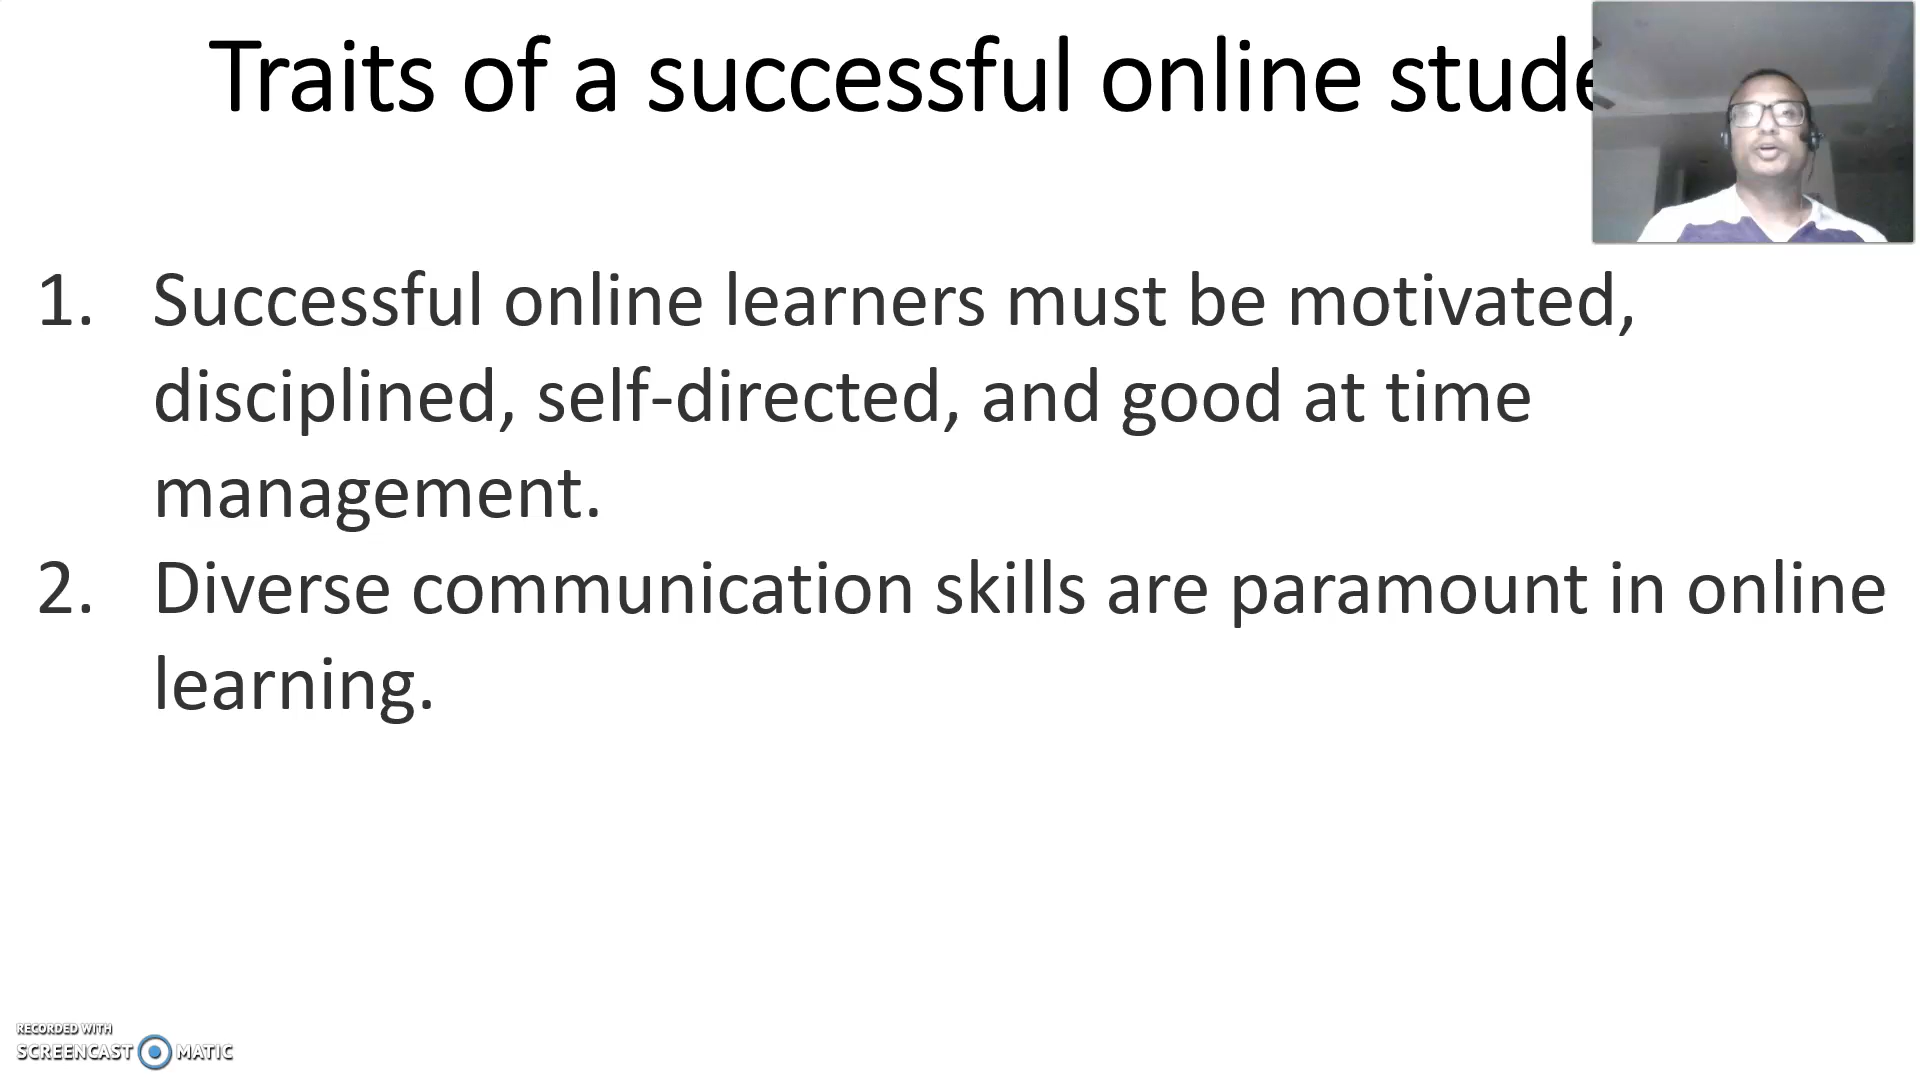 Traits of a successful online stude
1. Successful online learners must be motivated,
disciplined, self-directed, and good at time
management.
2. Diverse communication skills are paramount in online
learning.
RECORDED WITH
SCREENCAST MATIC